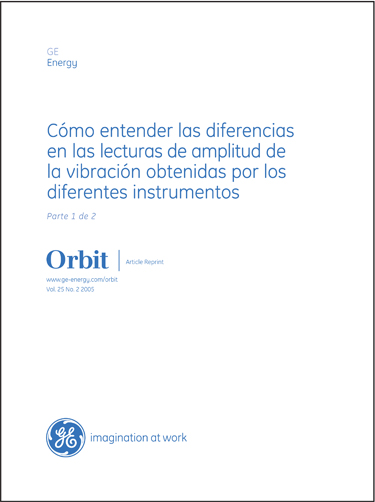 GE
Energy
Cómo entender las diferencias
en las lecturas de amplitud de
la vibración obtenidas por los
diferentes instrumentos
Parte 1 de 2
Orbit | Article Reprint
www.ge-energy.com/orbit
Vol. 25 No. 2 2005
GE imagination at work